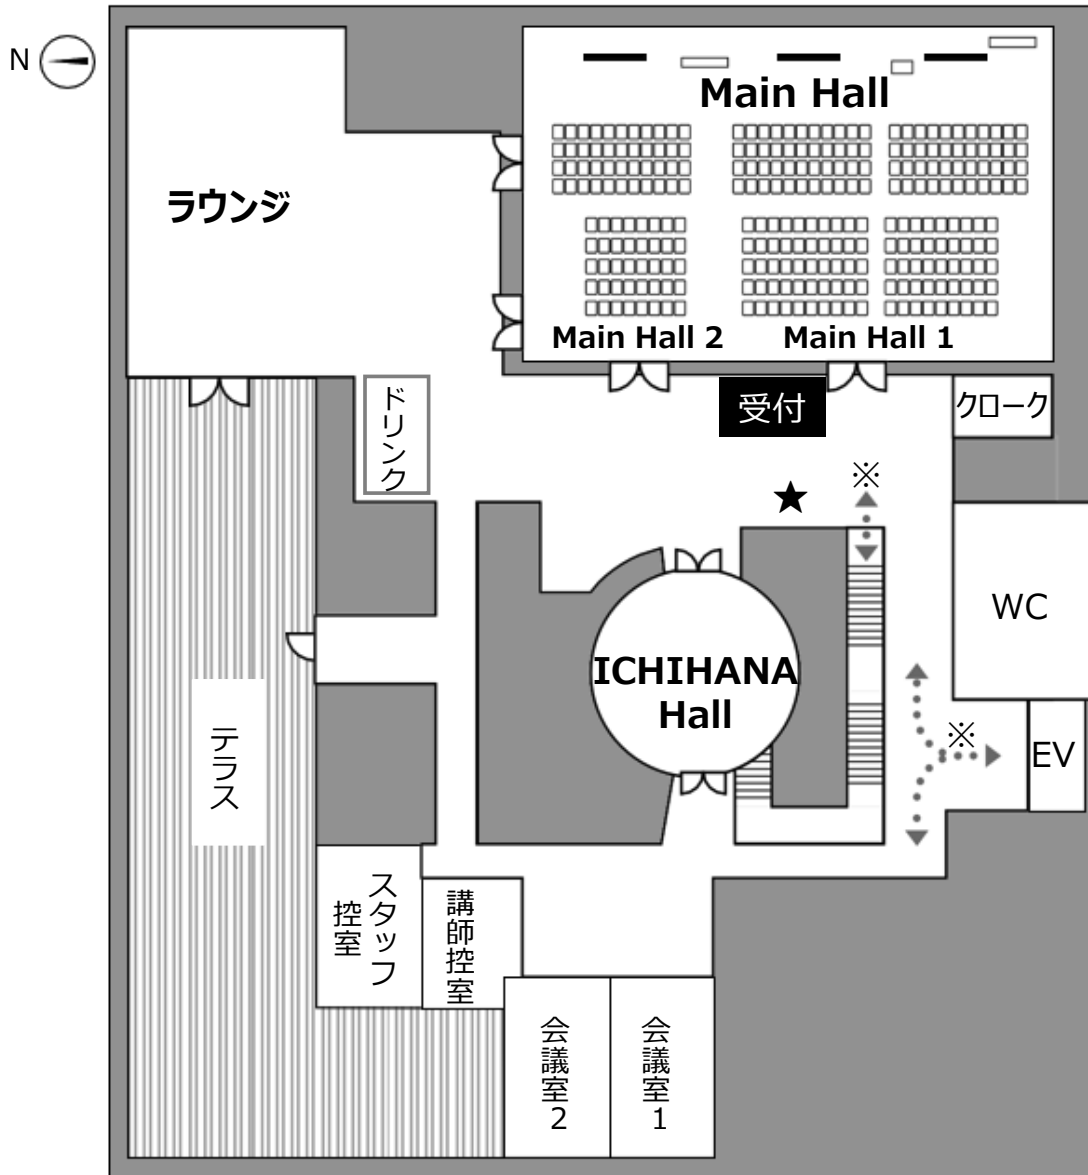 N
Main Hall
ラウンジ
Main Hall 2
Main Hall 1
ドリンク
受付
クローク
※
★
WC
ICHIHANA
Hall
※
EV
テラス
スタッフ
控室
講師控室
会議室2
会議室1